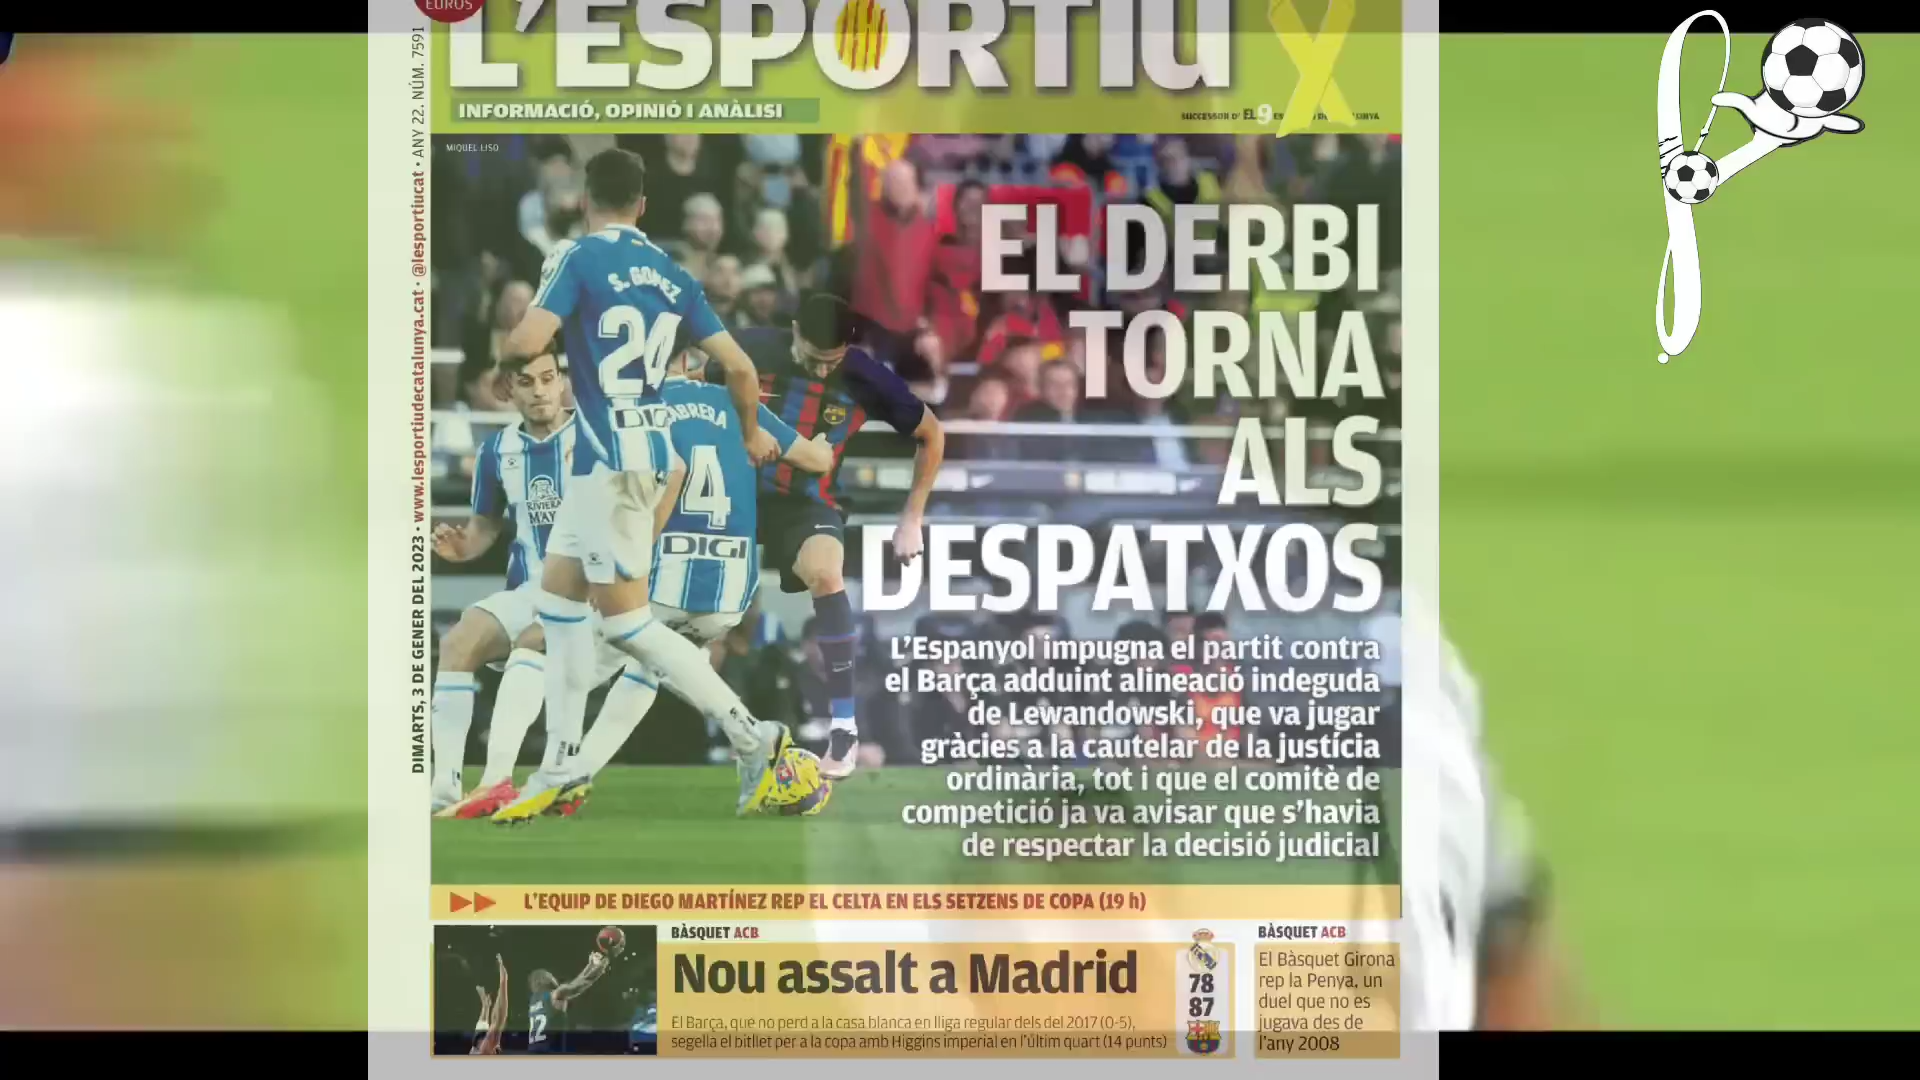 EUROS
L'ESPORTIU
INFORMACIÓ, OPINIÓ I ANÀLISI
SUCCESSOR D' EL 9
DIMARTS, 3 DE GENER DEL 2023 · www.lesportiudecatalunya.cat · @lesportiucat · ANY 22. NÚM. 7591
MIQUEL LISO
EL DERBI
TORNA
ALS
DESPATXOS
L'Espanyol impugna el partit contra
el Barça adduint alineació indeguda
de Lewandowski, que va jugar
gràcies a la cautelar de la justícia
ordinària, tot i que el comitè de
competició ja va avisar que s'havia
de respectar la decisió judicial
S. GÓMEZ
24
CABRERA
4
DIGI
RIVIERA
MAY
L'EQUIP DE DIEGO MARTÍNEZ REP EL CELTA EN ELS SETZENS DE COPA (19 h)
BÀSQUET ACB
Nou assalt a Madrid
El Barça, que no perd a la casa blanca en lliga regular dels del 2017 (0-5),
segella el bitllet per a la copa amb Higgins imperial en l'últim quart (14 punts)
78
87
22
BÀSQUET ACB
El Bàsquet Girona
rep la Penya, un
duel que no es
jugava des de
l'any 2008